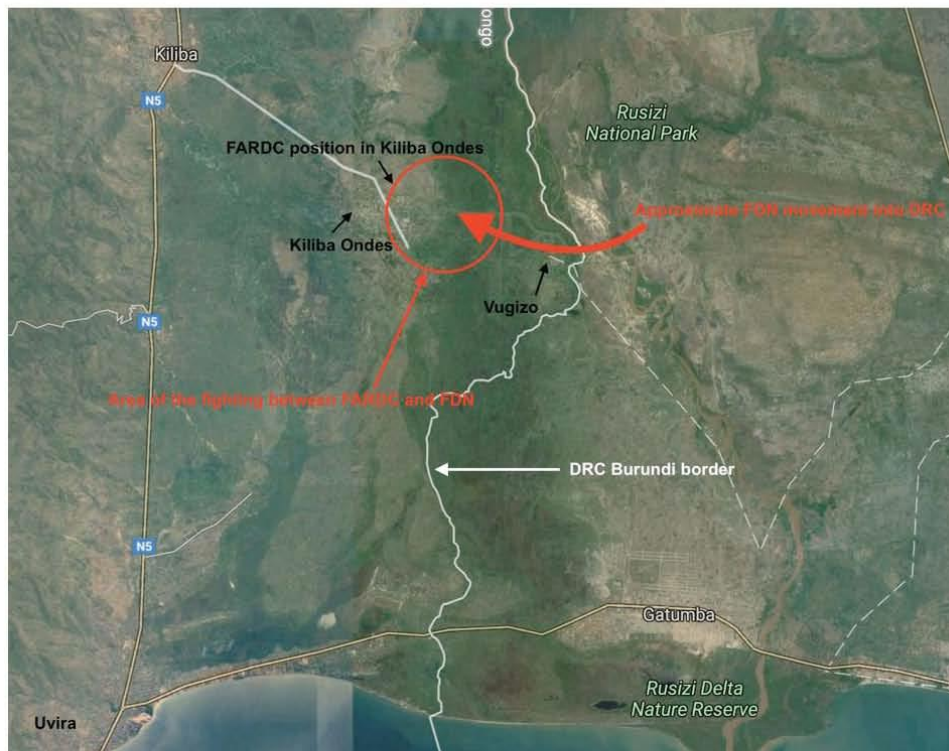 ongo
Kiliba
N5
Rusizi
National Park
FARDC position in Kiliba Ondes
Approximate FDN movement into DRC
Kiliba Ondes
Vugizo
N5
Area of the fighting between FARDC and FDN
DRC Burundi border
N5
Gatumba
Rusizi Delta
Nature Reserve
Uvira